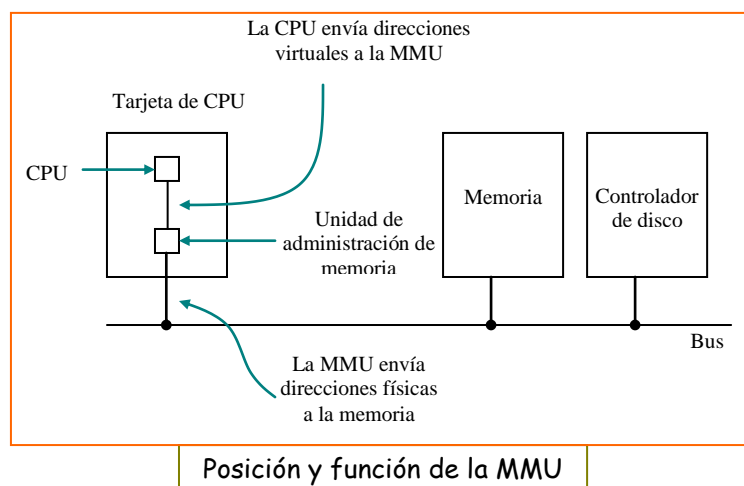 La CPU envía direcciones
virtuales a la MMU
Tarjeta de CPU
CPU
Unidad de
administración de
memoria
Memoria
Controlador
de disco
Bus
La MMU envía
direcciones físicas
a la memoria
Posición y función de la MMU